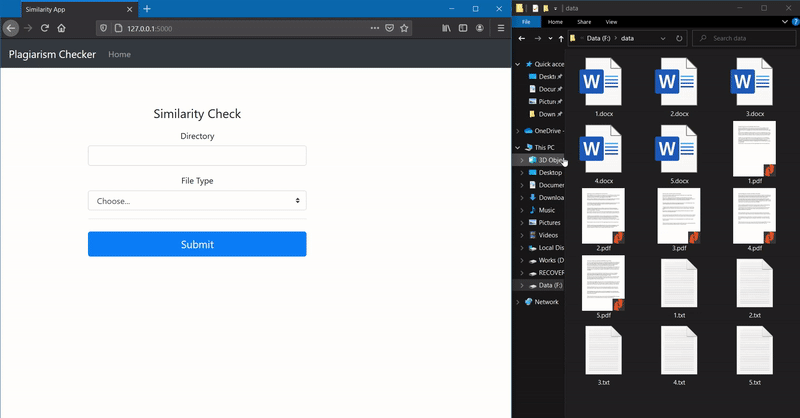 Similarity App
127.0.0.1:5000
Plagiarism Checker
Home
Similarity Check
Directory
File Type
Choose...
Submit
data
File
Home
Share
View
Data (F:)
data
Search data
Quick acce
Deskto
Docur
Pictur
Down
OneDrive -
This PC
3D Obje
Desktop
Documen
Downloa
Music
Pictures
Videos
Local Dis
Works (D
RECOVER
Data (F:)
Network
W
W
W
1.docx
2.docx
3.docx
W
W
4.docx
5.docx
1.pdf
2.pdf
3.pdf
4.pdf
5.pdf
1.txt
2.txt
3.txt
4.txt
5.txt